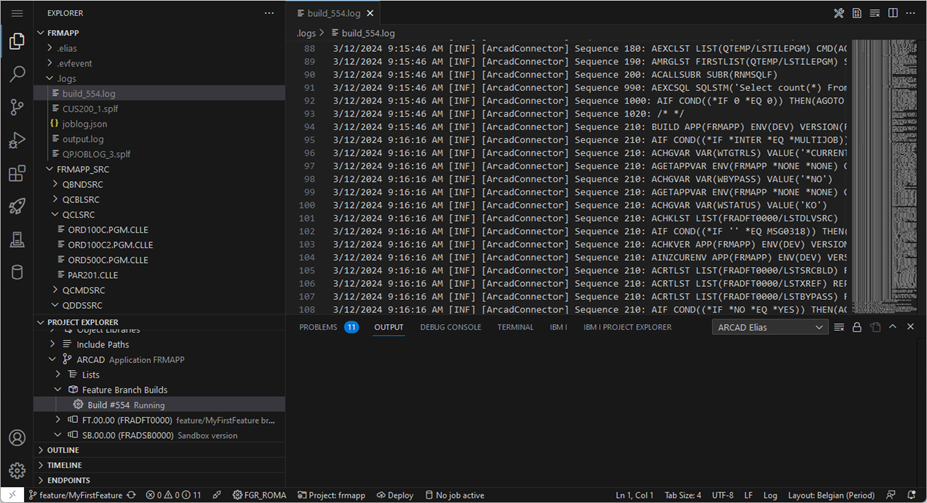 EXPLORER
FRMAPP
.elias
.evfevent
.logs
build_554.log
CUS200_1.splf
joblog.json
output.log
QPJOBLOG_3.splf
FRMAPP_SRC
QBNDSRC
QCBLSRC
QCLSRC
ORD100C.PGM.CLLE
ORD100C2.PGM.CLLE
ORD500C.PGM.CLLE
PAR201.CLLE
QCMDSRC
QDDSSRC
PROJECT EXPLORER
Object Libraries
Include Paths
ARCAD Application FRMAPP
Lists
Feature Branch Builds
Build #554 Running
FT.00.00 (FRADFT0000) feature/MyFirstFeature br...
SB.00.00 (FRADSB0000) Sandbox version
OUTLINE
TIMELINE
ENDPOINTS
build_554.log
.logs > build_554.log
88 3/12/2024 9:15:46 AM [INF] [ArcadConnector] Sequence 180: AEXCLST LIST(QTEMP/LSTILEPGM) CMD(AC
89 3/12/2024 9:15:46 AM [INF] [ArcadConnector] Sequence 190: AMRGLST FIRSTLIST(QTEMP/LSTILEPGM) S
90 3/12/2024 9:15:46 AM [INF] [ArcadConnector] Sequence 200: ACALLSUBR SUBR(RNMSQLF)
91 3/12/2024 9:15:46 AM [INF] [ArcadConnector] Sequence 990: AEXCSQL SQLSTM('Select count(*) From
92 3/12/2024 9:15:46 AM [INF] [ArcadConnector] Sequence 1000: AIF COND((*IF 0 *EQ 0)) THEN(AGOTO
93 3/12/2024 9:15:46 AM [INF] [ArcadConnector] Sequence 1020: /* */
94 3/12/2024 9:15:46 AM [INF] [ArcadConnector] Sequence 210: BUILD APP(FRMAPP) ENV(DEV) VERSION(F
95 3/12/2024 9:15:46 AM [INF] [ArcadConnector] Sequence 210: AIF COND((*IF *INTER *EQ *MULTIJOB))
96 3/12/2024 9:15:46 AM [INF] [ArcadConnector] Sequence 210: ACHGVAR VAR(WTGTRLS) VALUE('*CURRENT
97 3/12/2024 9:16:16 AM [INF] [ArcadConnector] Sequence 210: AGETAPPVAR ENV(FRMAPP *NONE *NONE) C
98 3/12/2024 9:16:16 AM [INF] [ArcadConnector] Sequence 210: ACHGVAR VAR(WBYPASS) VALUE('*NO')
99 3/12/2024 9:16:16 AM [INF] [ArcadConnector] Sequence 210: AGETAPPVAR ENV(FRMAPP *NONE *NONE) C
100 3/12/2024 9:16:16 AM [INF] [ArcadConnector] Sequence 210: ACHGVAR VAR(WSTATUS) VALUE('KO')
101 3/12/2024 9:16:16 AM [INF] [ArcadConnector] Sequence 210: ACHKLST LIST(FRADFT0000/LSTDLVSRC)
102 3/12/2024 9:16:16 AM [INF] [ArcadConnector] Sequence 210: AIF COND((*IF '' *EQ MSG0318)) THEN(
103 3/12/2024 9:16:16 AM [INF] [ArcadConnector] Sequence 210: ACHKVER APP(FRMAPP) ENV(DEV) VERSION
104 3/12/2024 9:16:16 AM [INF] [ArcadConnector] Sequence 210: AINZCURENV APP(FRMAPP) ENV(DEV) VERS
105 3/12/2024 9:16:16 AM [INF] [ArcadConnector] Sequence 210: ACRTLST LIST(FRADFT0000/LSTSRCBLD) F
106 3/12/2024 9:16:16 AM [INF] [ArcadConnector] Sequence 210: ACRTLST LIST(FRADFT0000/LSTXREF) REP
107 3/12/2024 9:16:16 AM [INF] [ArcadConnector] Sequence 210: ACRTLST LIST(FRADFT0000/LSTBYPASS) F
108 3/12/2024 9:16:16 AM [INF] [ArcadConnector] Sequence 210: AIF COND((*IF *NO *EQ *YES)) THEN(AC
PROBLEMS 11 OUTPUT DEBUG CONSOLE TERMINAL IBM I IBM I PROJECT EXPLORER ARCAD Elias
feature/MyFirstFeature 0 0 11 FGR_ROMA Project: frmapp Deploy No job active Ln 1, Col 1 Tab Size: 4 UTF-8 LF Log Layout: Belgian (Period)